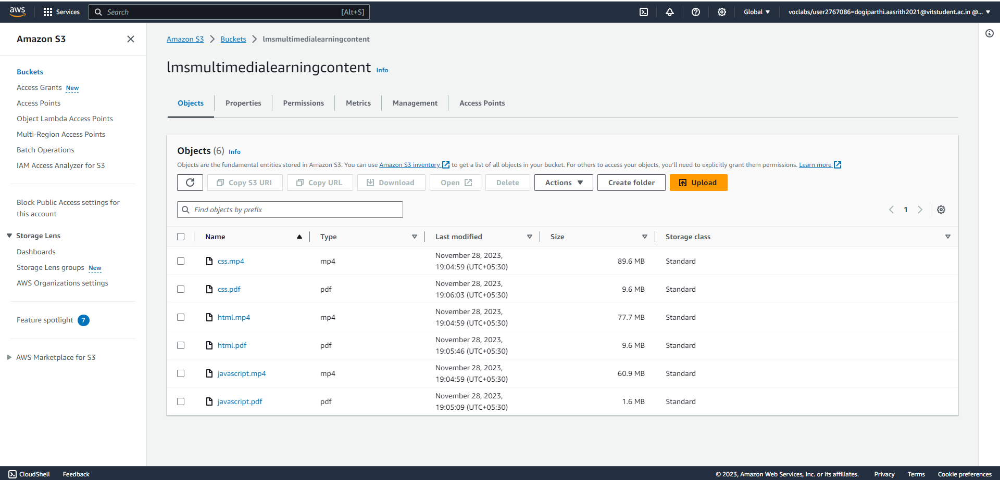 aws
Services
Search
[Alt+S]
Global
voclabs/user2767086=dogiparthi.aasrith2021@vitstudent.ac.in @...
Amazon S3
Buckets
Access Grants New
Access Points
Object Lambda Access Points
Multi-Region Access Points
Batch Operations
IAM Access Analyzer for S3
Block Public Access settings for
this account
Storage Lens
Dashboards
Storage Lens groups New
AWS Organizations settings
Feature spotlight 7
AWS Marketplace for S3
Amazon S3 > Buckets > lmsmultimedialearningcontent
lmsmultimedialearningcontent Info
Objects Properties Permissions Metrics Management Access Points
Objects (6) Info
Objects are the fundamental entities stored in Amazon S3. You can use Amazon S3 inventory to get a list of all objects in your bucket. For others to access your objects, you'll need to explicitly grant them permissions. Learn more
Copy S3 URI Copy URL Download Open Delete Actions Create folder Upload
Find objects by prefix
1
Name Type Last modified Size Storage class
css.mp4 mp4 November 28, 2023, 89.6 MB Standard
19:04:59 (UTC+05:30)
css.pdf pdf November 28, 2023, 9.6 MB Standard
19:06:03 (UTC+05:30)
html.mp4 mp4 November 28, 2023, 77.7 MB Standard
19:04:59 (UTC+05:30)
html.pdf pdf November 28, 2023, 9.6 MB Standard
19:05:46 (UTC+05:30)
javascript.mp4 mp4 November 28, 2023, 60.9 MB Standard
19:04:59 (UTC+05:30)
javascript.pdf pdf November 28, 2023, 1.6 MB Standard
19:05:09 (UTC+05:30)
CloudShell Feedback © 2023, Amazon Web Services, Inc. or its affiliates. Privacy Terms Cookie preferences